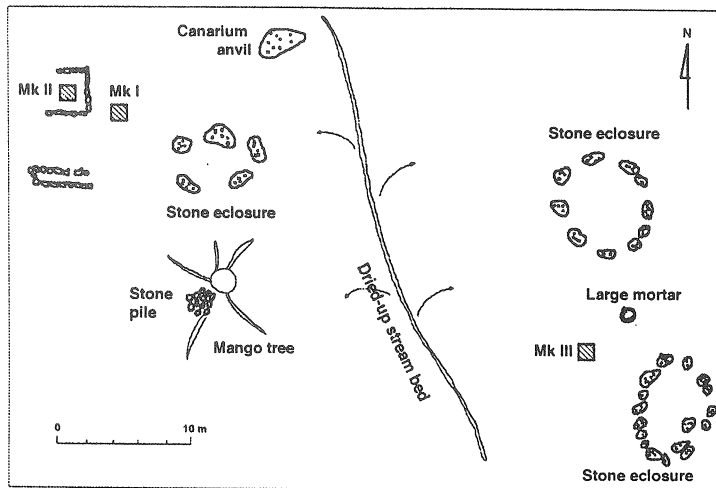 Canarium
anvil
N
Mk II
Mk I
Stone eclosure
Stone eclosure
Stone
pile
Large mortar
Mango tree
Dried-up stream bed
Mk III
0 10 m
Stone eclosure